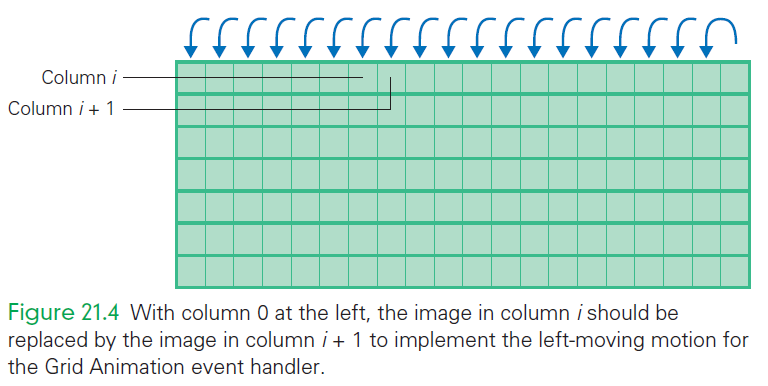 Column i
Column i + 1
Figure 21.4 With column 0 at the left, the image in column i should be
replaced by the image in column i + 1 to implement the left-moving motion for
the Grid Animation event handler.